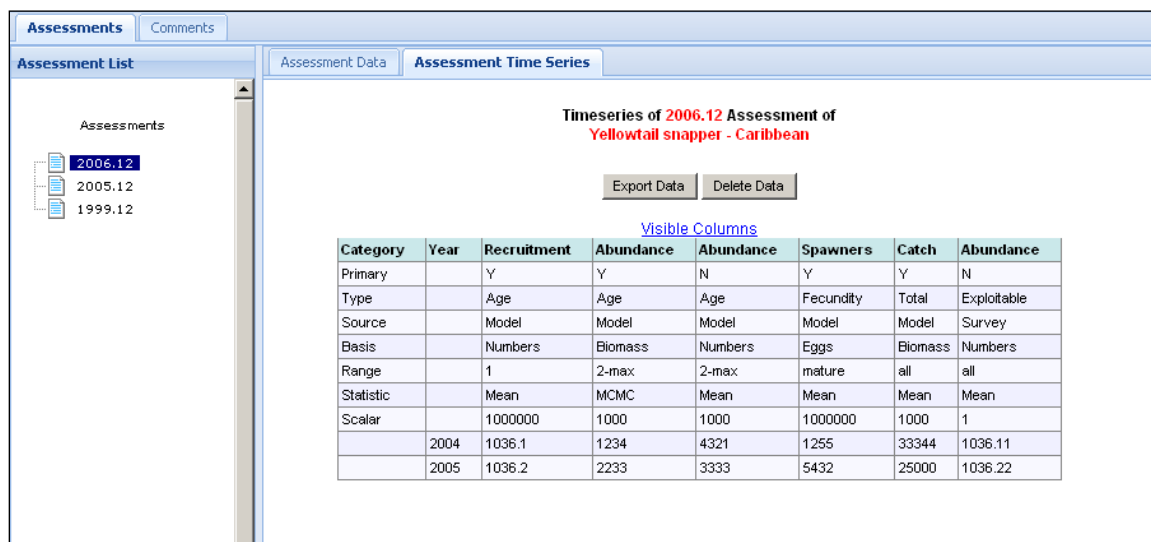 Assessments Comments
Assessment List
Assessment Data Assessment Time Series
Assessments
2006.12
2005.12
1999.12
Timeseries of 2006.12 Assessment of
Yellowtail snapper - Caribbean
Export Data Delete Data
Visible Columns
Category Year Recruitment Abundance Abundance Spawners Catch Abundance
Primary Y Y N Y Y N
Type Age Age Age Fecundity Total Exploitable
Source Model Model Model Model Model Survey
Basis Numbers Biomass Numbers Eggs Biomass Numbers
Range 1 2-max 2-max mature all all
Statistic Mean MCMC Mean Mean Mean Mean
Scalar 1000000 1000 1000 1000000 1000 1
2004 1036.1 1234 4321 1255 33344 1036.11
2005 1036.2 2233 3333 5432 25000 1036.22